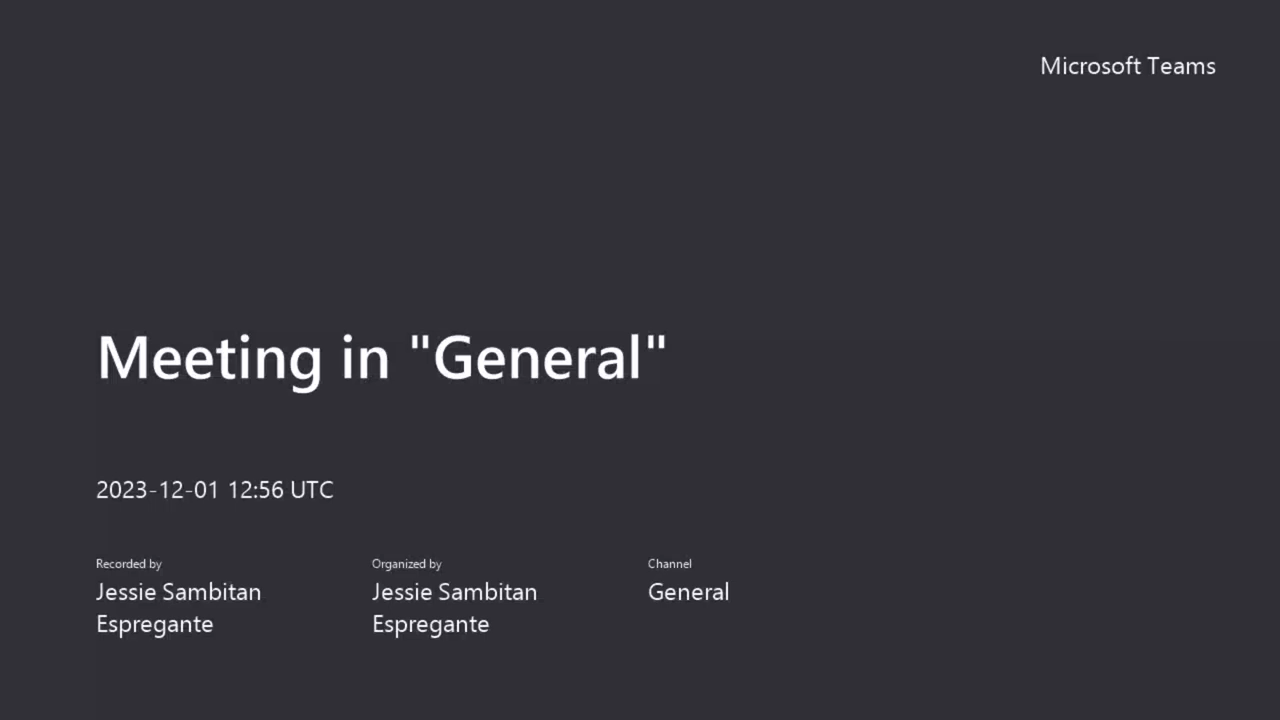 Microsoft Teams
Meeting in "General"
2023-12-01 12:56 UTC
Recorded by
Jessie Sambitan
Espregante
Organized by
Jessie Sambitan
Espregante
Channel
General